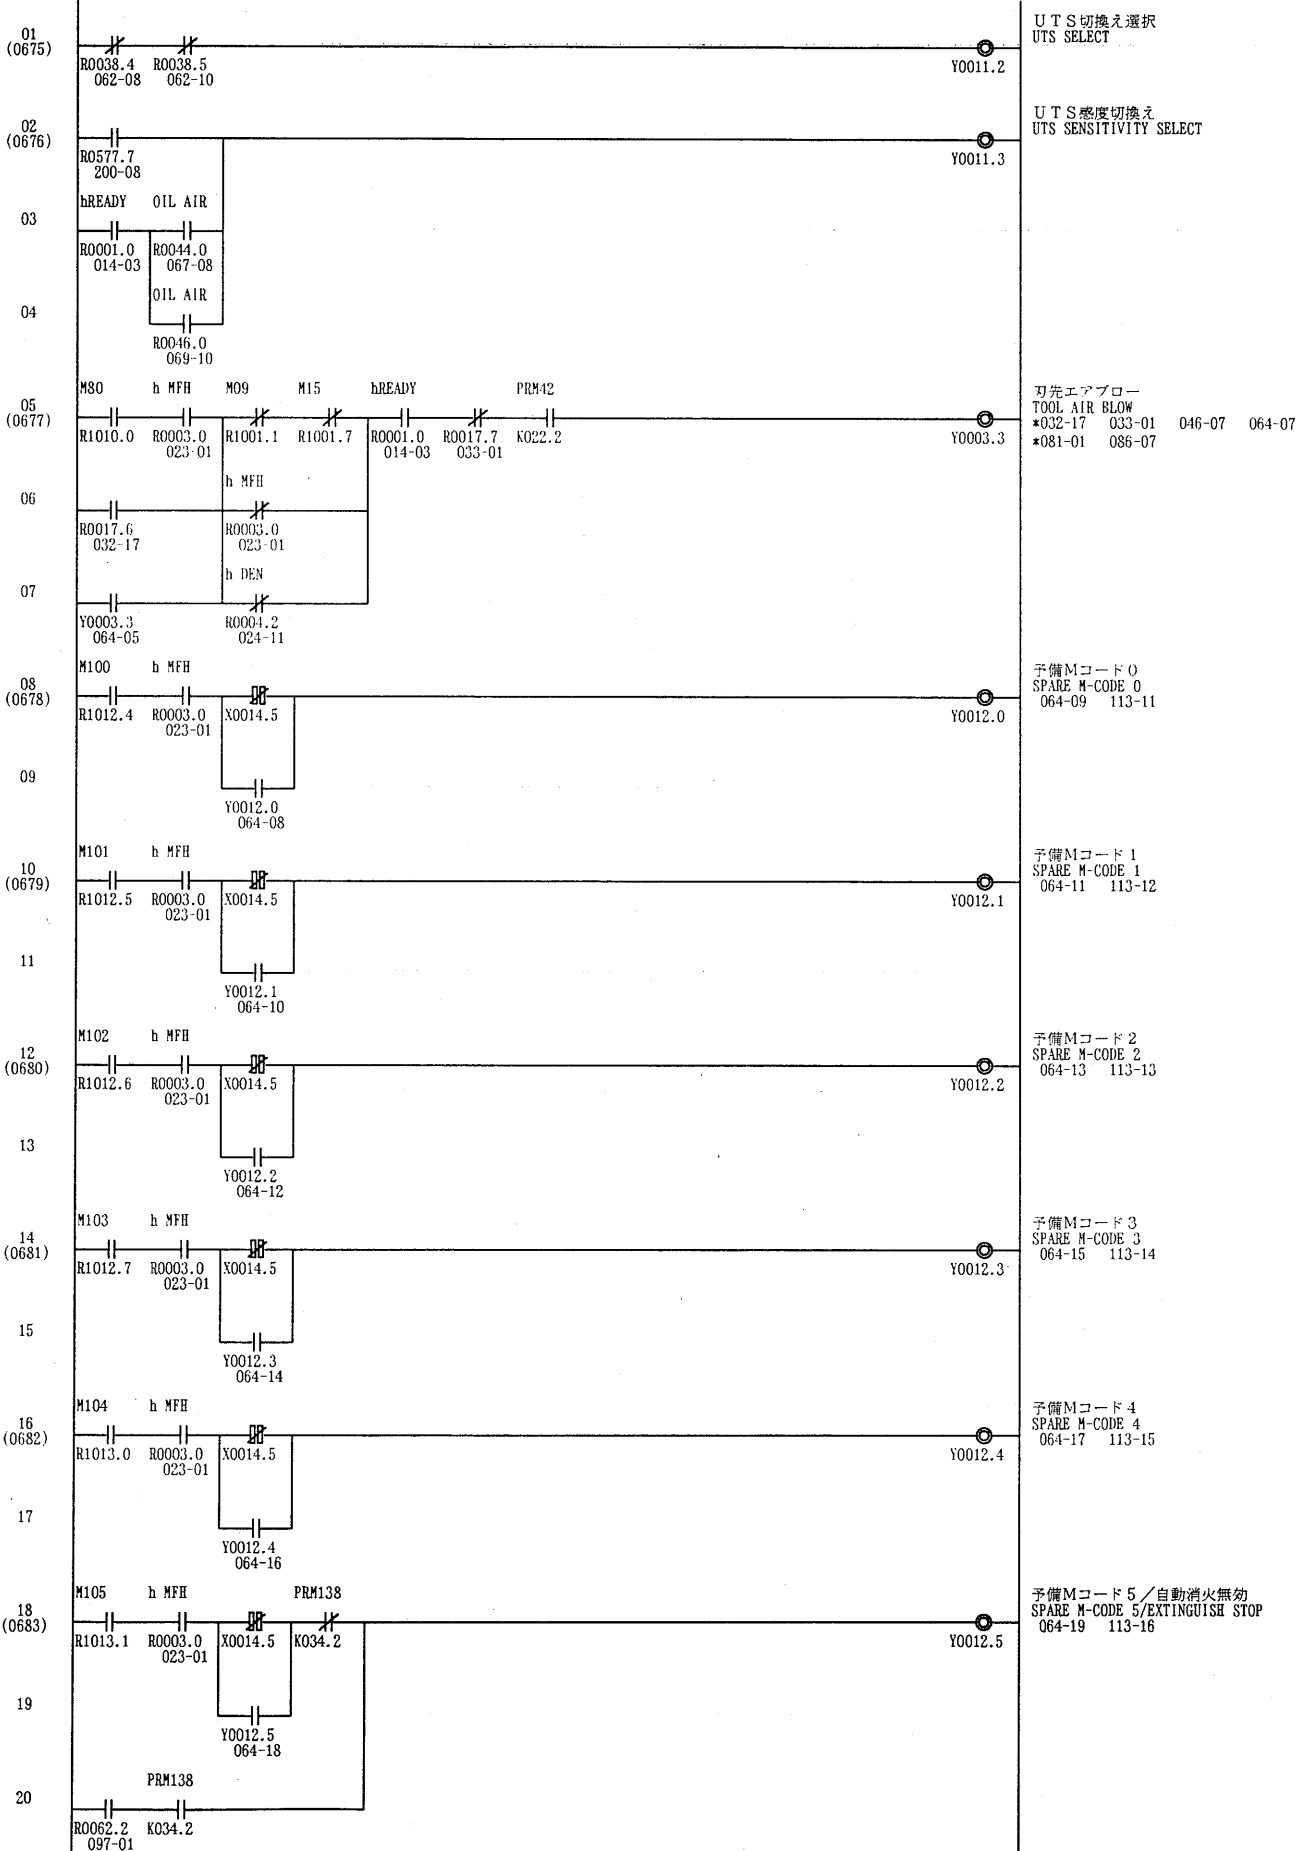 01
(0675)
R0038.4 R0038.5
062-08 062-10
Y0011.2
UTS切換え選択
UTS SELECT
02
(0676)
R0577.7
200-08
Y0011.3
UTS感度切換え
UTS SENSITIVITY SELECT
hREADY OIL AIR
03
R0001.0 R0044.0
014-03 067-08
OIL AIR
04
R0046.0
069-10
M80 h MFH M09 M15 hREADY PRM42
05
(0677)
R1010.0 R0003.0 R1001.1 R1001.7 R0001.0 R0017.7 K022.2
023-01 014-03 033-01
Y0003.3
刃先エアブロー
TOOL AIR BLOW
*032-17 033-01 046-07 064-07
*081-01 086-07
h MFH
06
R0017.6 R0003.0
032-17 023-01
h DEN
07
Y0003.3 R0004.2
064-05 024-11
M100 h MFH
08
(0678)
R1012.4 R0003.0 X0014.5
023-01
Y0012.0
予備Mコード0
SPARE M-CODE 0
064-09 113-11
09
Y0012.0
064-08
M101 h MFH
10
(0679)
R1012.5 R0003.0 X0014.5
023-01
Y0012.1
予備Mコード1
SPARE M-CODE 1
064-11 113-12
11
Y0012.1
064-10
M102 h MFH
12
(0680)
R1012.6 R0003.0 X0014.5
023-01
Y0012.2
予備Mコード2
SPARE M-CODE 2
064-13 113-13
13
Y0012.2
064-12
M103 h MFH
14
(0681)
R1012.7 R0003.0 X0014.5
023-01
Y0012.3
予備Mコード3
SPARE M-CODE 3
064-15 113-14
15
Y0012.3
064-14
M104 h MFH
16
(0682)
R1013.0 R0003.0 X0014.5
023-01
Y0012.4
予備Mコード4
SPARE M-CODE 4
064-17 113-15
17
Y0012.4
064-16
M105 h MFH PRM138
18
(0683)
R1013.1 R0003.0 X0014.5 K034.2
023-01
Y0012.5
予備Mコード5／自動消火無効
SPARE M-CODE 5/EXTINGUISH STOP
064-19 113-16
19
Y0012.5
064-18
PRM138
20
R0062.2 K034.2
097-01